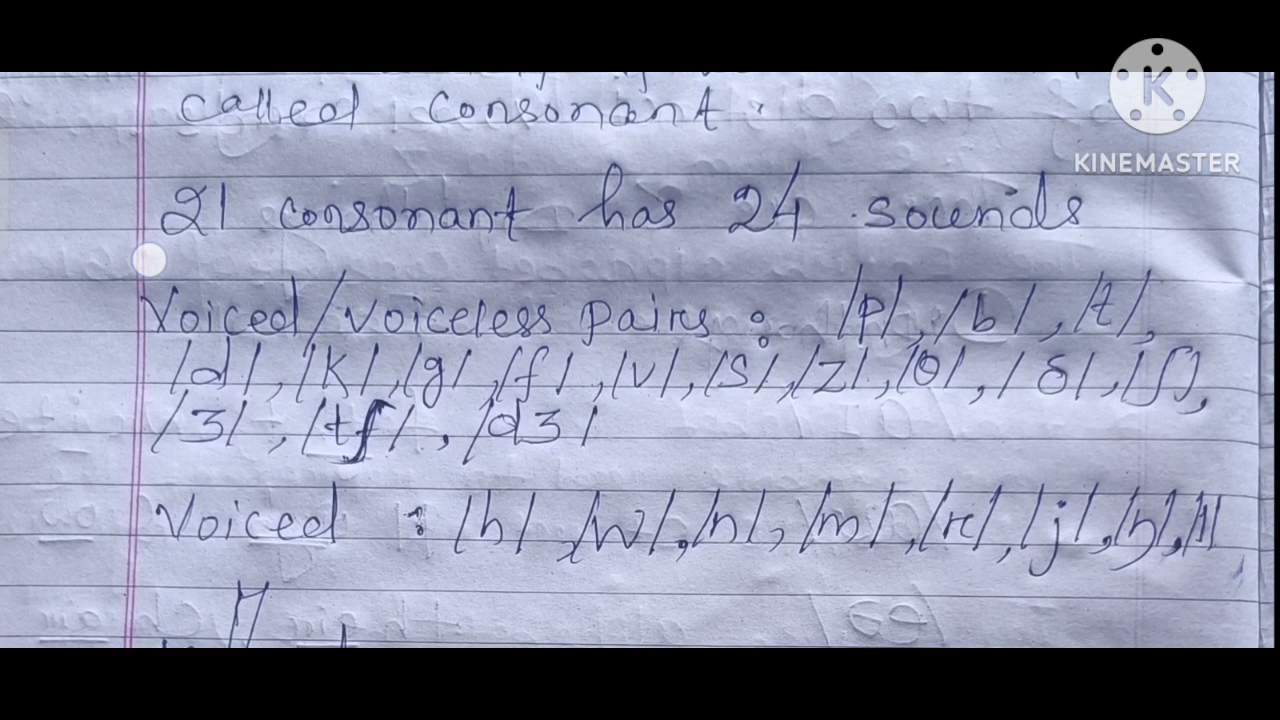 called consonant.
KINEMASTER
21 consonant has 24 sounds
Voiced/voiceless pairs : /p/, /b/, /t/,
/d/, /k/, /g/, /f/, /v/, /s/, /z/, /θ/, /ð/, /ʃ/,
/ʒ/, /tʃ/, /dʒ/
Voiced : /h/, /w/, /n/, /m/, /r/, /j/, /ŋ/, /l/